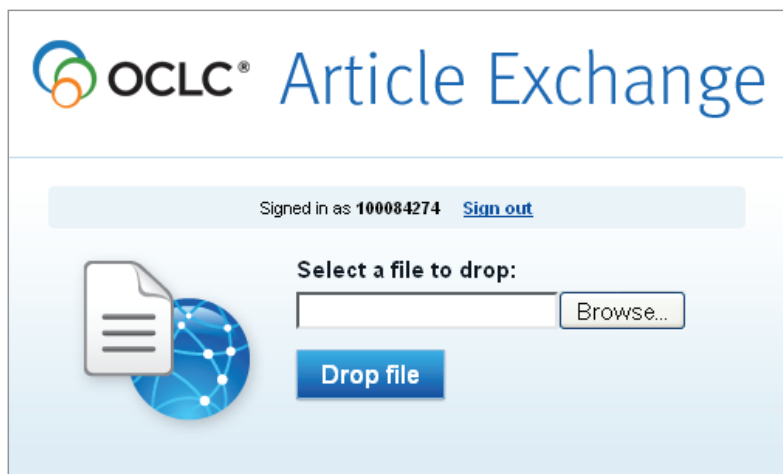 OCLC® Article Exchange
Signed in as 100084274 Sign out
Select a file to drop:
Browse...
Drop file